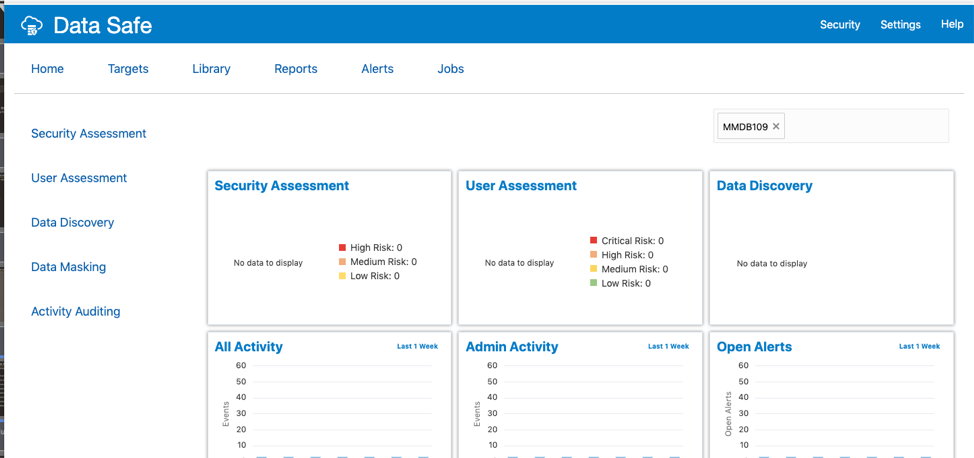 Data Safe
Security Settings Help
Home Targets Library Reports Alerts Jobs
MMDB109 ×
Security Assessment
User Assessment
Data Discovery
Data Masking
Activity Auditing
Security Assessment
No data to display
High Risk: 0
Medium Risk: 0
Low Risk: 0
User Assessment
No data to display
Critical Risk: 0
High Risk: 0
Medium Risk: 0
Low Risk: 0
Data Discovery
No data to display
All Activity Last 1 Week
Events
60
50
40
30
20
10
Admin Activity Last 1 Week
Events
60
50
40
30
20
10
Open Alerts Last 1 Week
Open Alerts
60
50
40
30
20
10